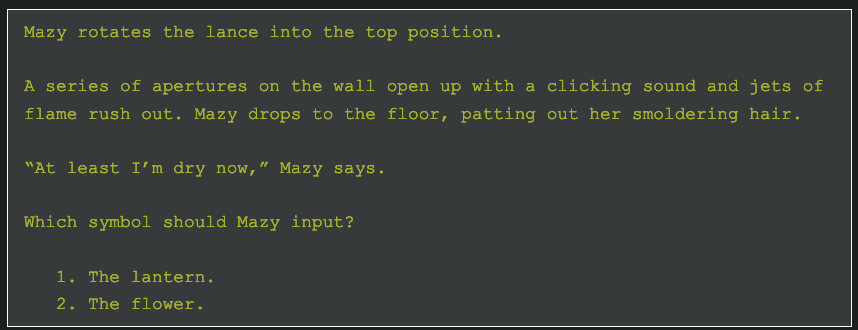 Mazy rotates the lance into the top position.
A series of apertures on the wall open up with a clicking sound and jets of
flame rush out. Mazy drops to the floor, patting out her smoldering hair.
“At least I’m dry now,” Mazy says.
Which symbol should Mazy input?
1. The lantern.
2. The flower.